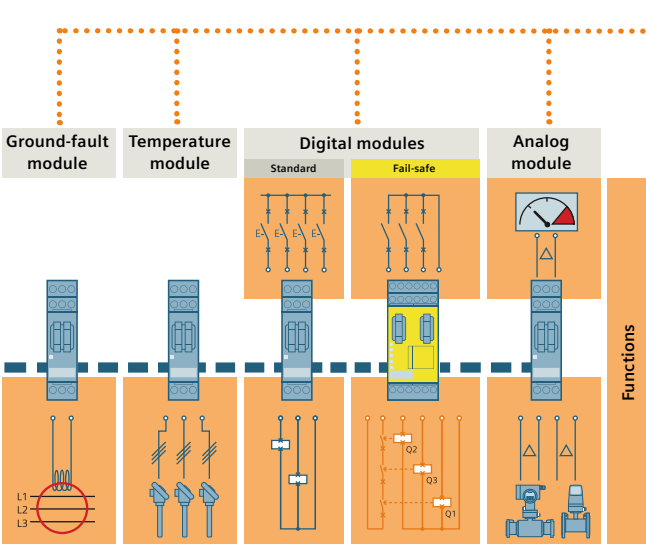 Ground-fault
module
Temperature
module
Digital modules
Standard
Fail-safe
Analog
module
E- E- E- E-
Functions
Q2
Q3
Q1
L1
L2
L3